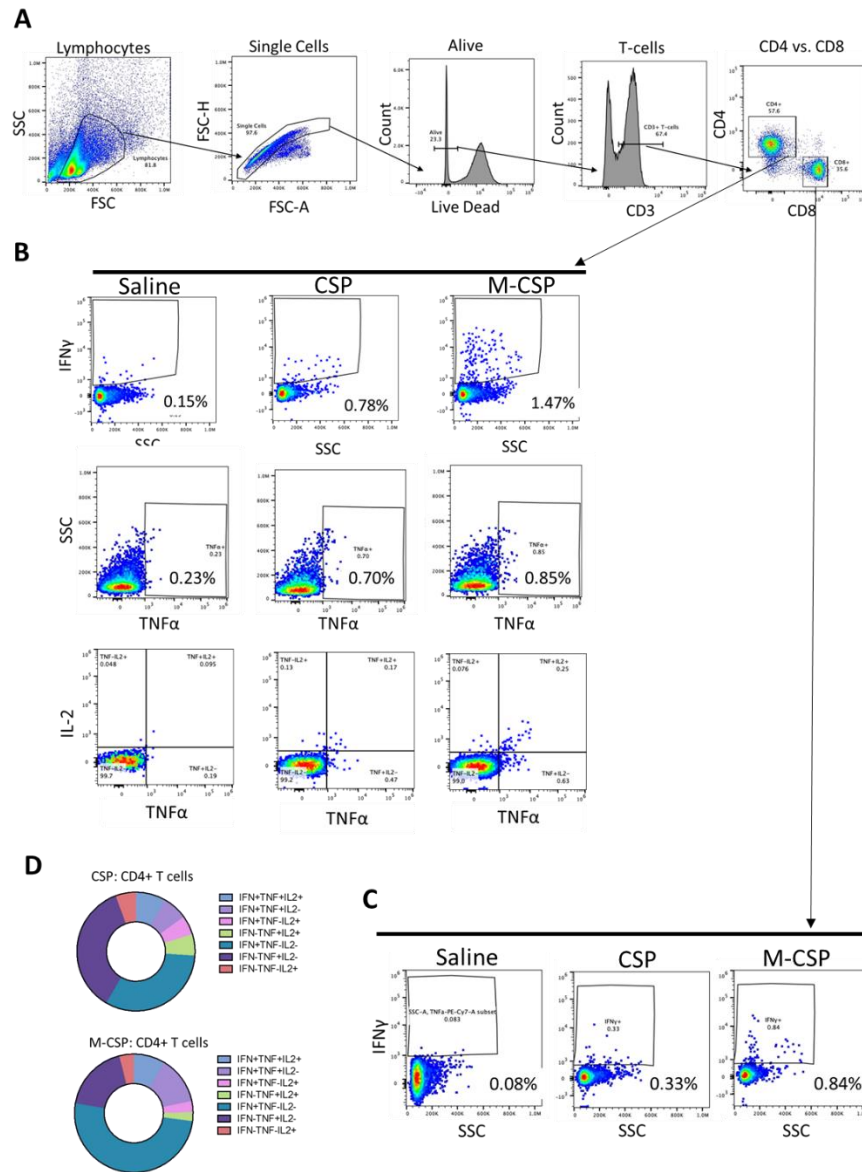 A
Lymphocytes
Single Cells
Alive
T-cells
CD4 vs. CD8
SSC
FSC-H
Count
Count
CD4
Lymphocytes
81.8
Single Cells
97.6
Alive
23.3
CD3+ T-cells
67.4
CD4+
57.6
CD8+
35.6
FSC
FSC-A
Live Dead
CD3
CD8
B
Saline
CSP
M-CSP
IFNγ
0.15%
0.78%
1.47%
SSC
SSC
SSC
SSC
TNFα+
0.23
0.23%
TNFα+
0.70
0.70%
TNFα+
0.85
0.85%
TNFα
TNFα
TNFα
IL-2
TNF-IL2+
0.048
TNF+IL2+
0.095
TNF-IL2-
99.7
TNF+IL2-
0.19
TNF-IL2+
0.13
TNF+IL2+
0.17
TNF-IL2-
99.2
TNF+IL2-
0.47
TNF-IL2+
0.076
TNF+IL2+
0.25
TNF-IL2-
TNF+IL2-
0.63
TNFα
TNFα
TNFα
D
CSP: CD4+ T cells
IFN+TNF+IL2+
IFN+TNF+IL2-
IFN+TNF-IL2+
IFN-TNF+IL2+
IFN+TNF-IL2-
IFN-TNF+IL2-
IFN-TNF-IL2+
M-CSP: CD4+ T cells
IFN+TNF+IL2+
IFN+TNF+IL2-
IFN+TNF-IL2+
IFN-TNF+IL2+
IFN+TNF-IL2-
IFN-TNF+IL2-
IFN-TNF-IL2+
C
Saline
CSP
M-CSP
IFNγ
SSC-A, TNFa-PE-Cy7-A subset
0.083
0.08%
IFNγ+
0.33
0.33%
IFNγ+
0.84
0.84%
SSC
SSC
SSC